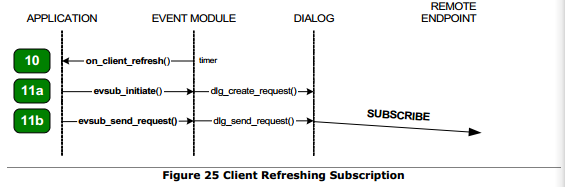 REMOTE
APPLICATION EVENT MODULE DIALOG ENDPOINT
10 on_client_refresh() timer
11a evsub_initiate() dlg_create_request()
11b evsub_send_request() dlg_send_request() SUBSCRIBE
Figure 25 Client Refreshing Subscription